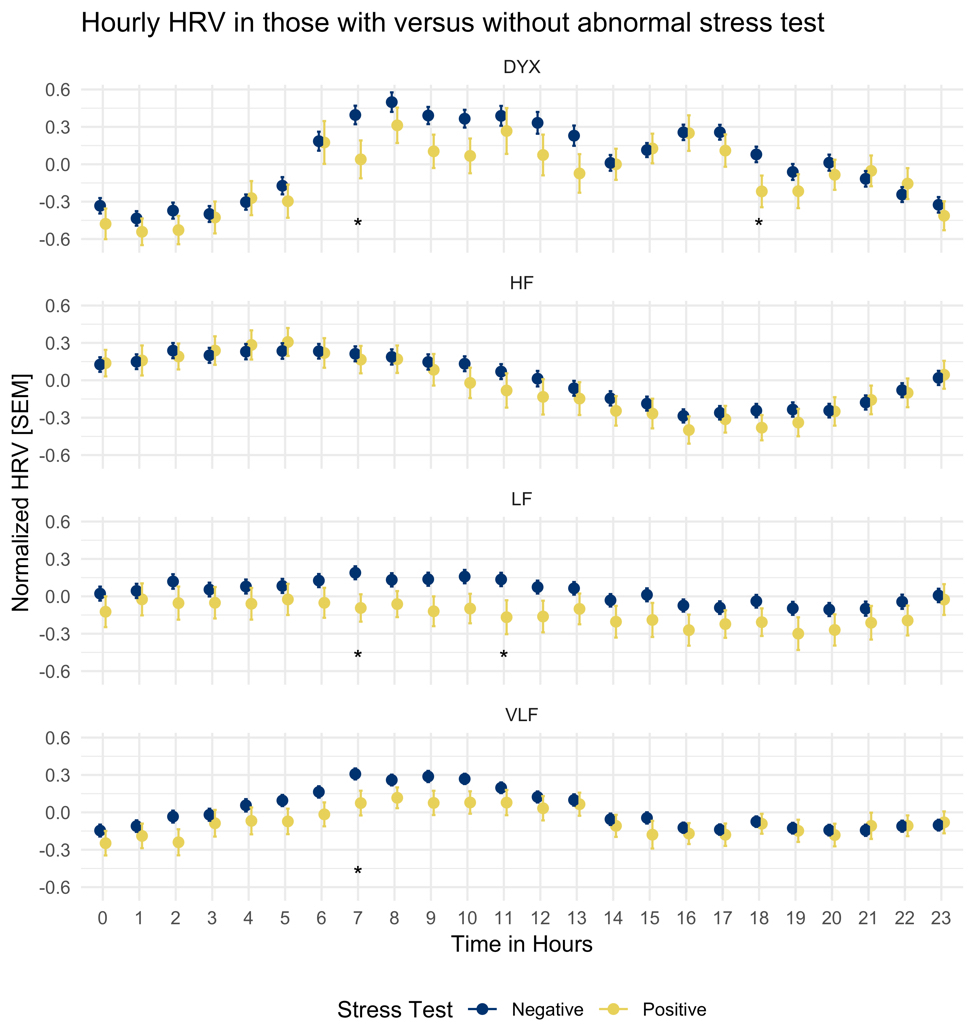 Hourly HRV in those with versus without abnormal stress test
DYX
0.6
0.3
0.0
-0.3
-0.6
* *
HF
0.6
0.3
0.0
-0.3
-0.6
Normalized HRV [SEM]
LF
0.6
0.3
0.0
-0.3
-0.6
* *
VLF
0.6
0.3
0.0
-0.3
-0.6
*
0 1 2 3 4 5 6 7 8 9 10 11 12 13 14 15 16 17 18 19 20 21 22 23
Time in Hours
Stress Test Negative Positive